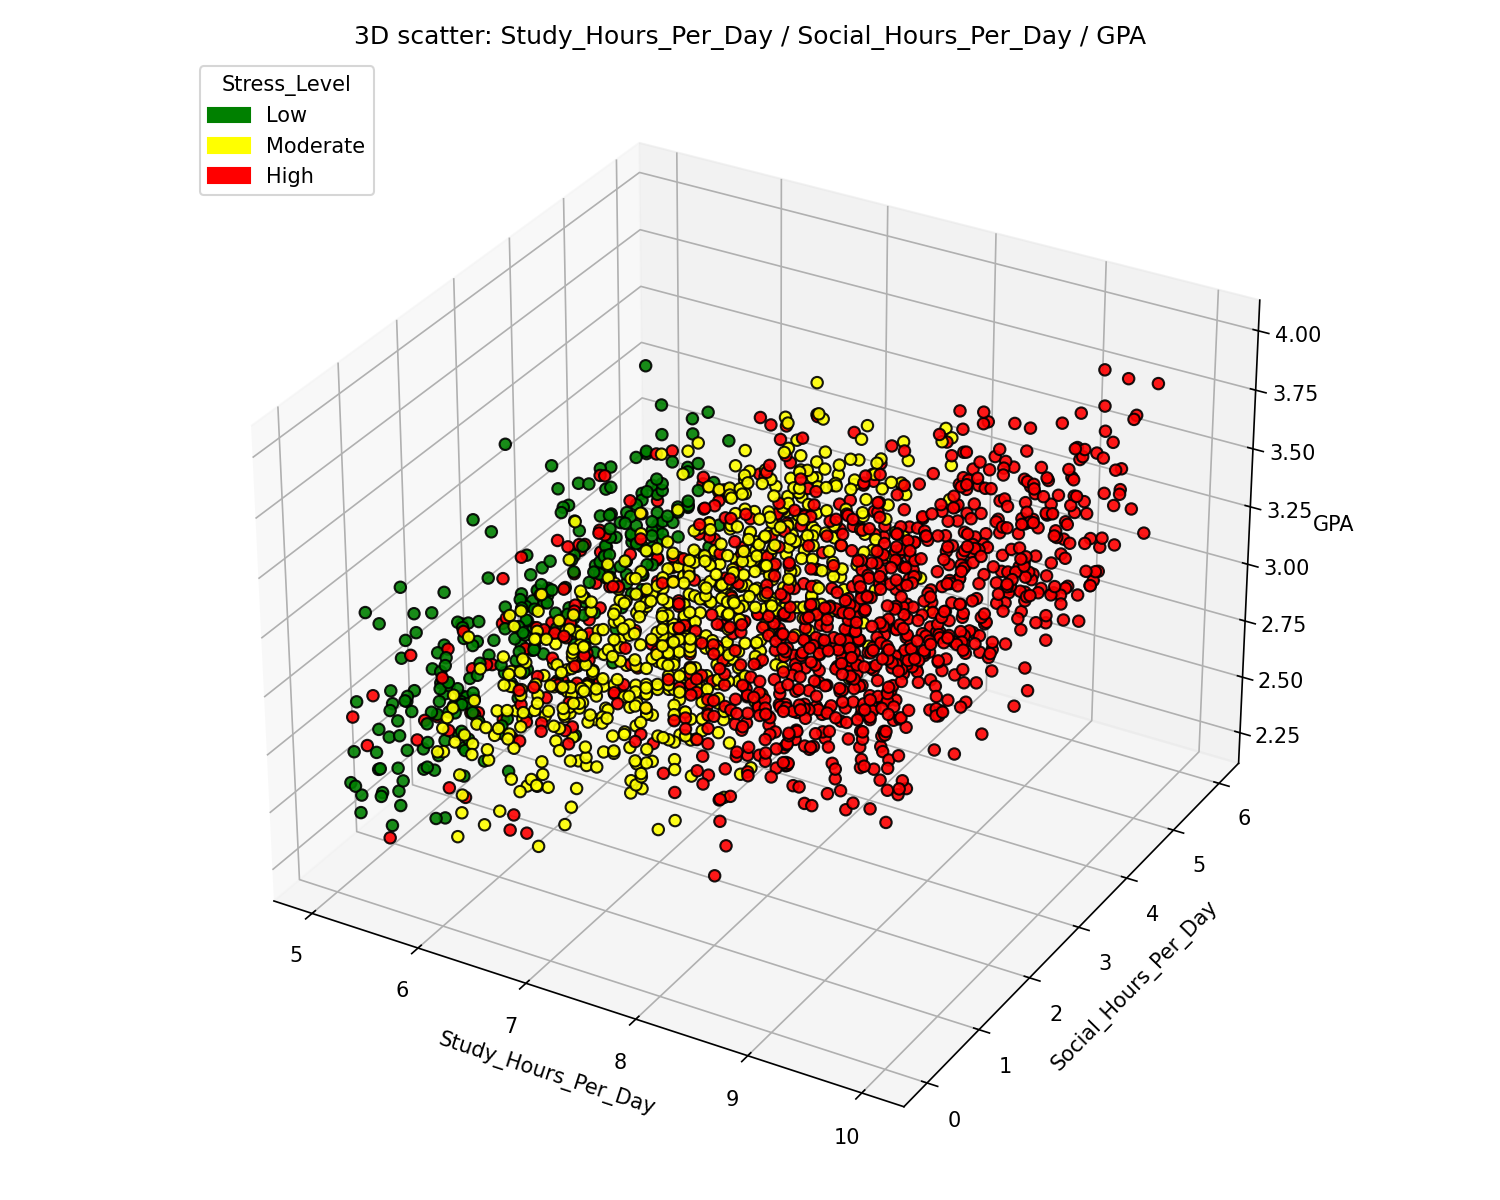 3D scatter: Study_Hours_Per_Day / Social_Hours_Per_Day / GPA
Stress_Level
Low
Moderate
High
4.00
3.75
3.50
3.25
GPA
3.00
2.75
2.50
2.25
6
5
4
3
2
1
0
Social_Hours_Per_Day
5
6
7
8
9
10
Study_Hours_Per_Day